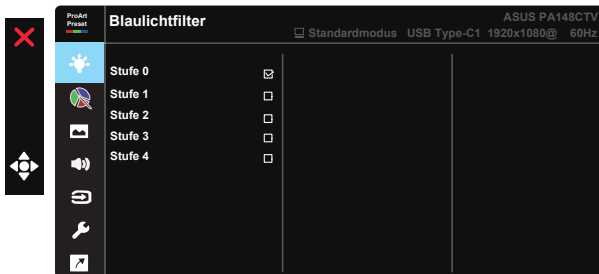 ProArt
Preset
Blaulichtfilter
ASUS PA148CTV
Standardmodus USB Type-C1 1920x1080@ 60Hz
Stufe 0
Stufe 1
Stufe 2
Stufe 3
Stufe 4